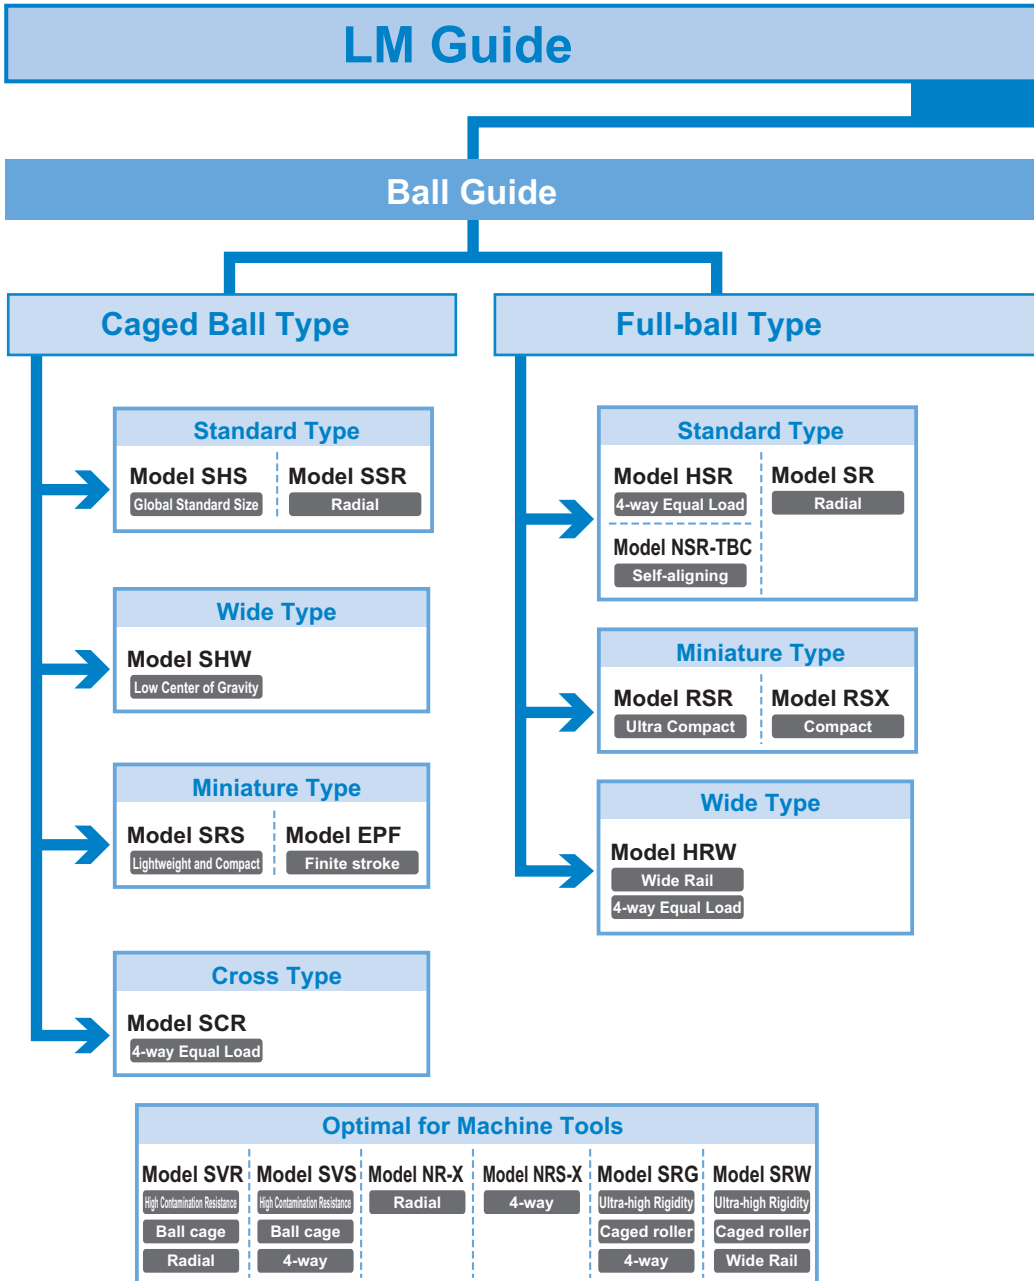 LM Guide
Ball Guide
Caged Ball Type
Full-ball Type
Standard Type
Model SHS
Global Standard Size
Model SSR
Radial
Wide Type
Model SHW
Low Center of Gravity
Miniature Type
Model SRS
Lightweight and Compact
Model EPF
Finite stroke
Cross Type
Model SCR
4-way Equal Load
Standard Type
Model HSR
4-way Equal Load
Model SR
Radial
Model NSR-TBC
Self-aligning
Miniature Type
Model RSR
Ultra Compact
Model RSX
Compact
Wide Type
Model HRW
Wide Rail
4-way Equal Load
Optimal for Machine Tools
Model SVR
High Contamination Resistance
Ball cage
Radial
Model SVS
High Contamination Resistance
Ball cage
4-way
Model NR-X
Radial
Model NRS-X
4-way
Model SRG
Ultra-high Rigidity
Caged roller
4-way
Model SRW
Ultra-high Rigidity
Caged roller
Wide Rail